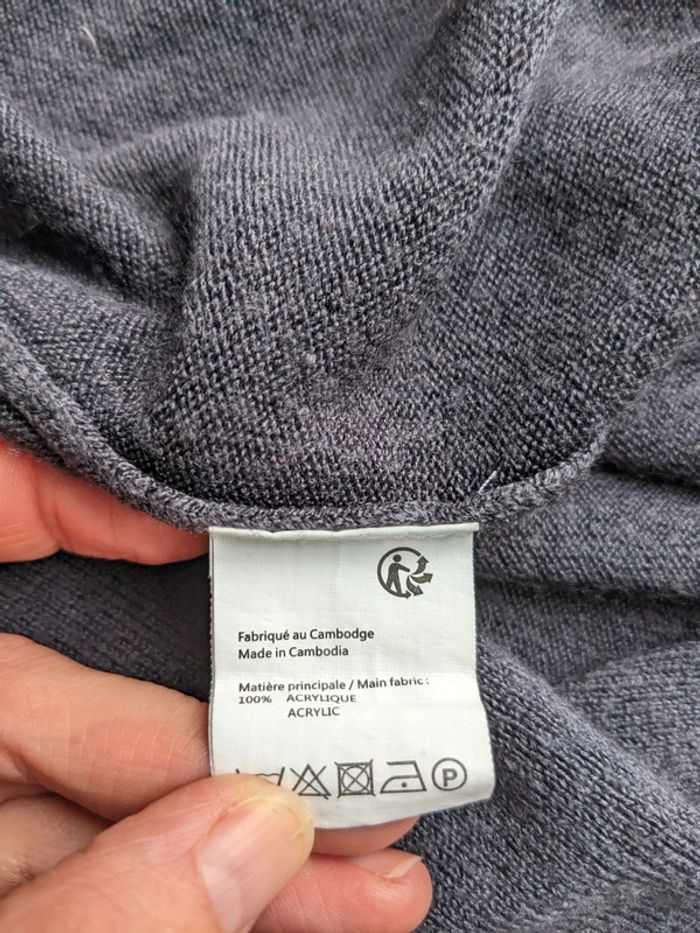 Fabriqué au Cambodge
Made in Cambodia
Matière principale / Main fabric :
100% ACRYLIQUE
ACRYLIC
P